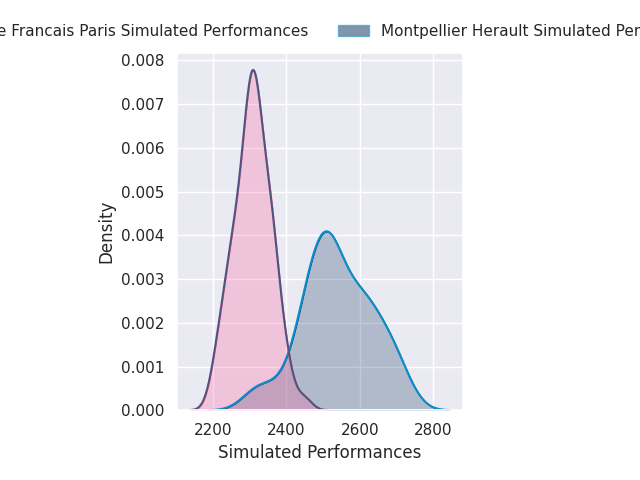 e Francais Paris Simulated Performances Montpellier Herault Simulated Per
0.008
0.007
0.006
0.005
0.004
0.003
0.002
0.001
0.000
Density
2200 2400 2600 2800
Simulated Performances